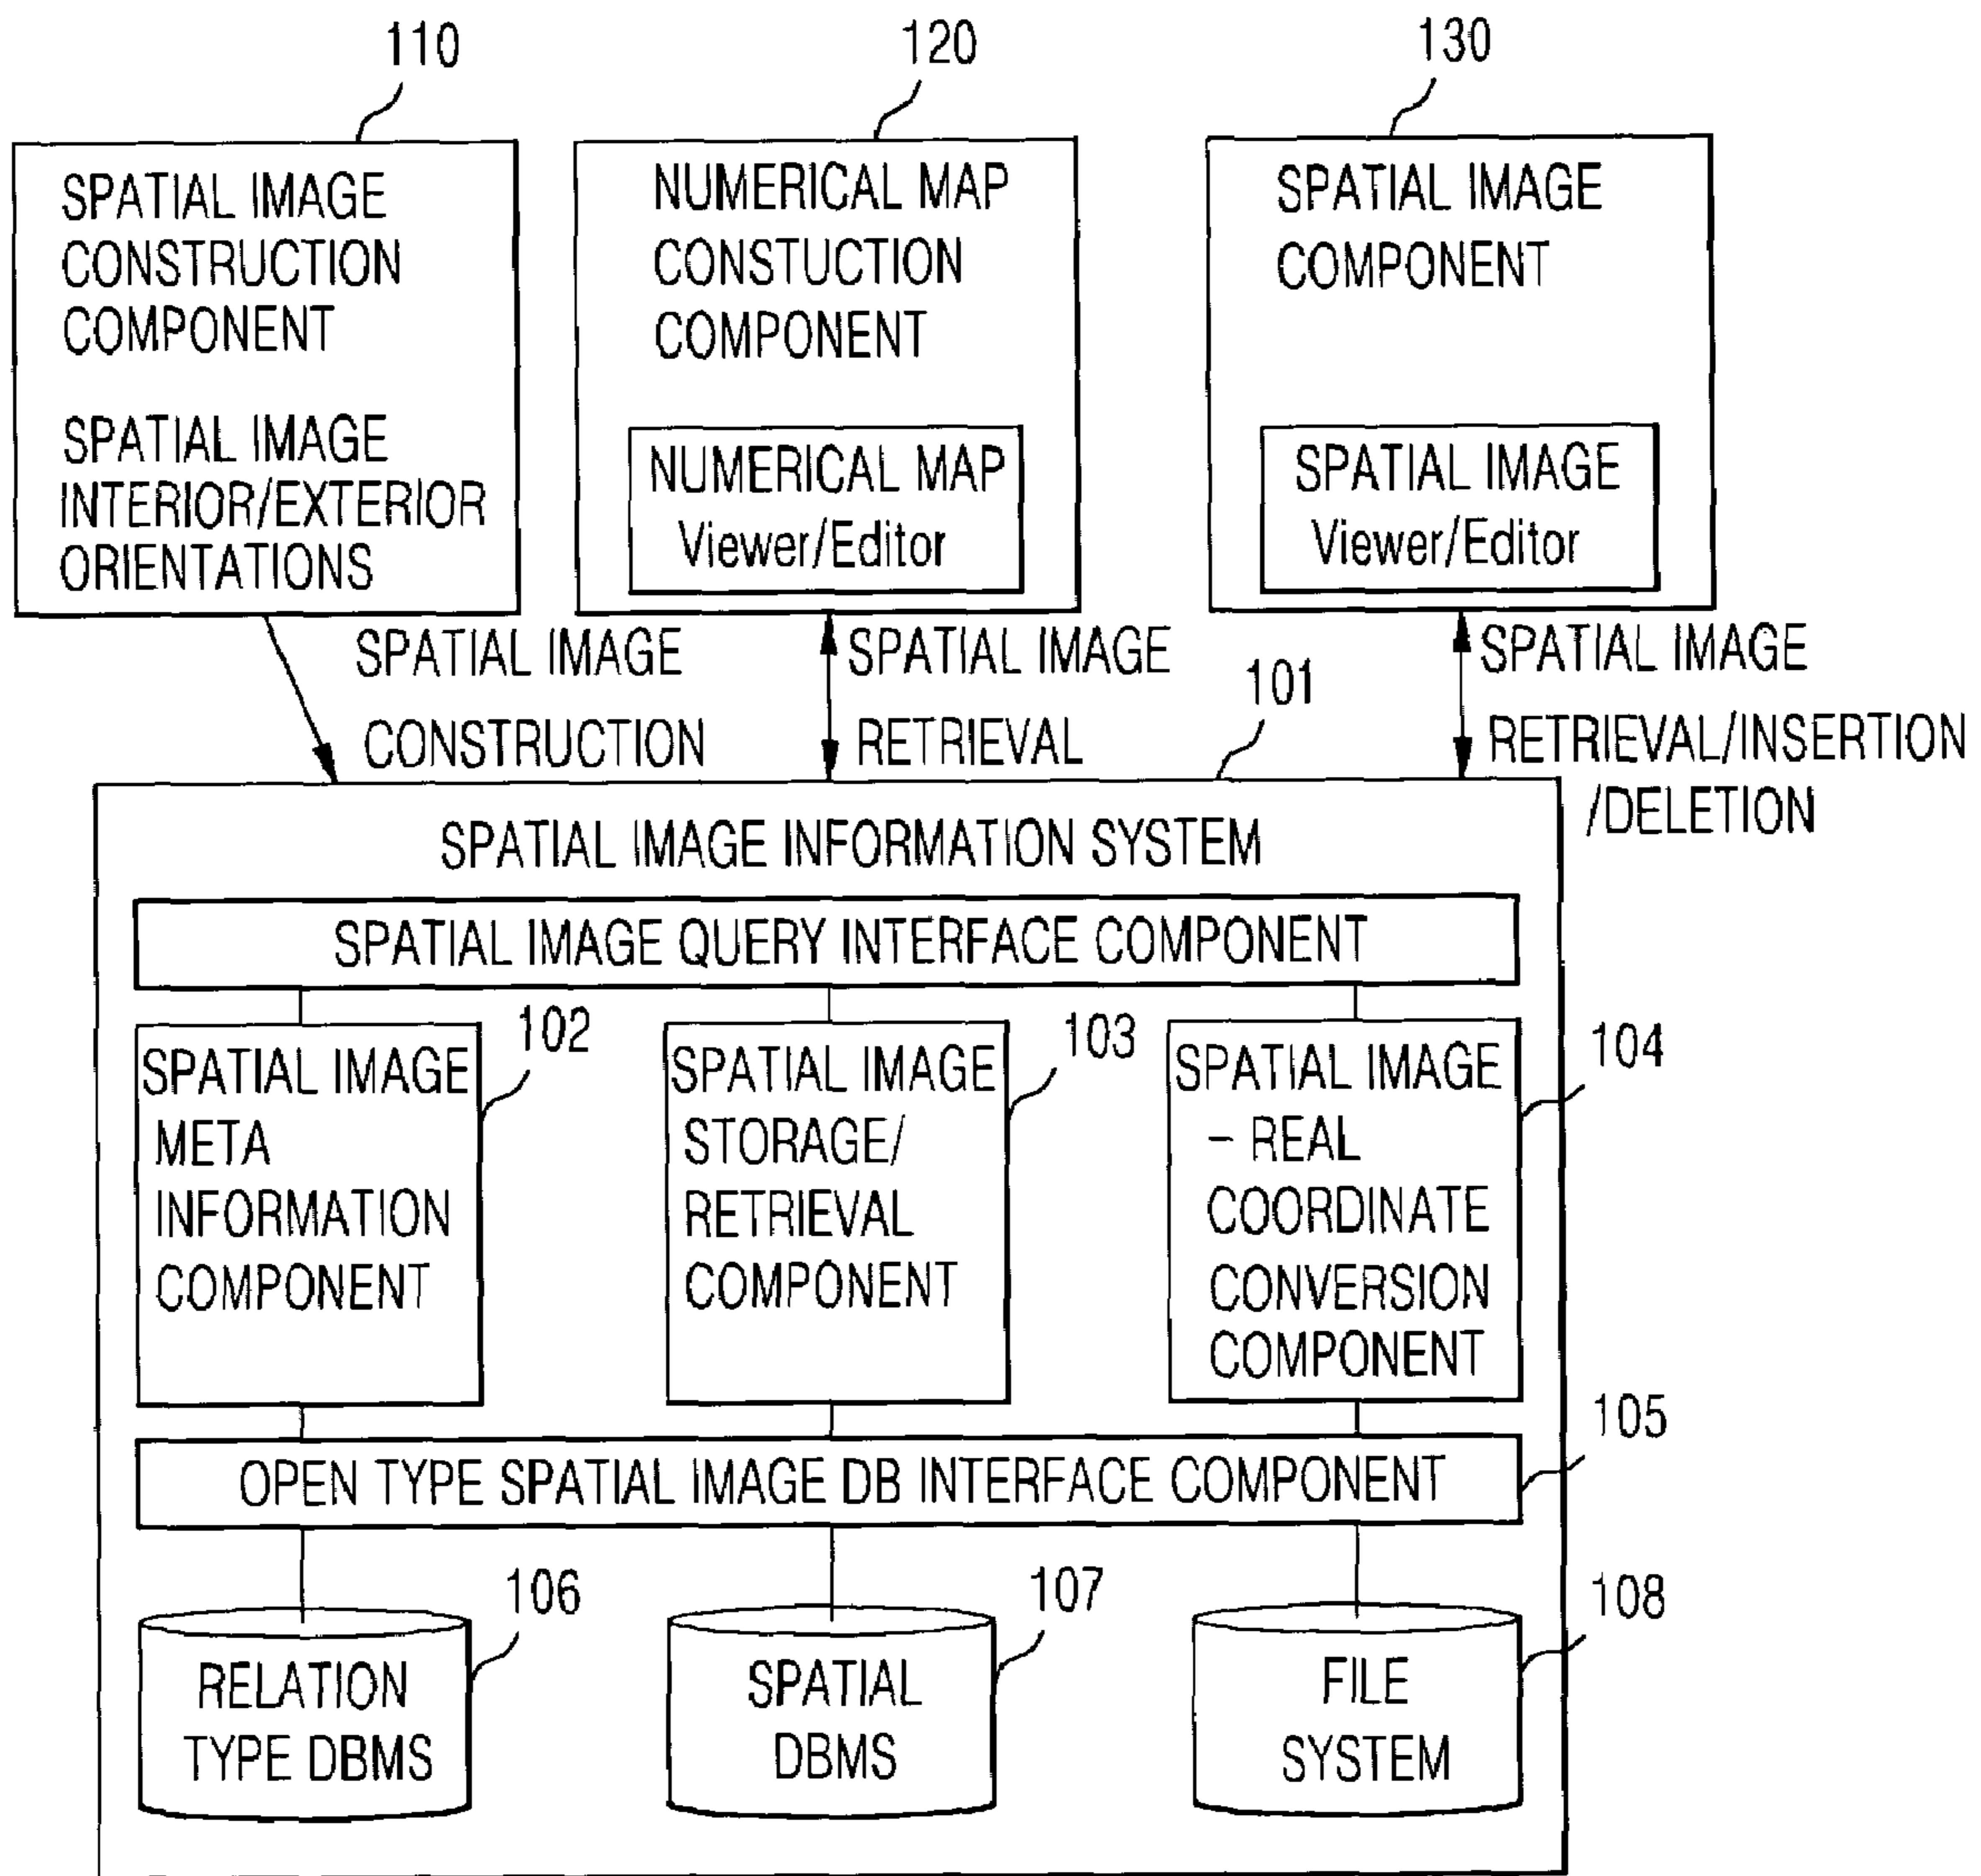 110
120
130
SPATIAL IMAGE
CONSTRUCTION
COMPONENT
SPATIAL IMAGE
INTERIOR/EXTERIOR
ORIENTATIONS
NUMERICAL MAP
CONSTUCTION
COMPONENT
NUMERICAL MAP
Viewer/Editor
SPATIAL IMAGE
COMPONENT
SPATIAL IMAGE
Viewer/Editor
SPATIAL IMAGE
CONSTRUCTION
SPATIAL IMAGE
RETRIEVAL
101
SPATIAL IMAGE
RETRIEVAL/INSERTION
/DELETION
SPATIAL IMAGE INFORMATION SYSTEM
SPATIAL IMAGE QUERY INTERFACE COMPONENT
102
SPATIAL IMAGE
META
INFORMATION
COMPONENT
103
SPATIAL IMAGE
STORAGE/
RETRIEVAL
COMPONENT
104
SPATIAL IMAGE
– REAL
COORDINATE
CONVERSION
COMPONENT
105
OPEN TYPE SPATIAL IMAGE DB INTERFACE COMPONENT
106
RELATION
TYPE DBMS
107
SPATIAL
DBMS
108
FILE
SYSTEM